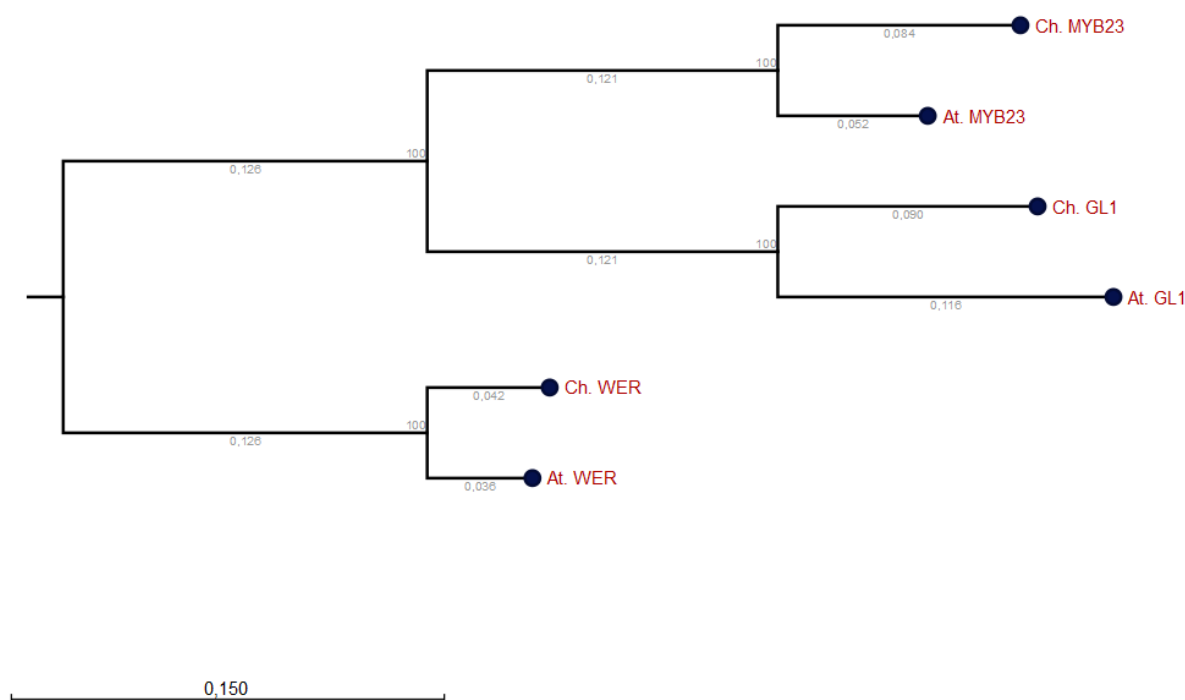 Ch. MYB23
0,084
100
0,121
At. MYB23
0,052
100
0,126
Ch. GL1
0,090
100
0,121
At. GL1
0,116
Ch. WER
0,042
100
0,126
At. WER
0,036
0,150